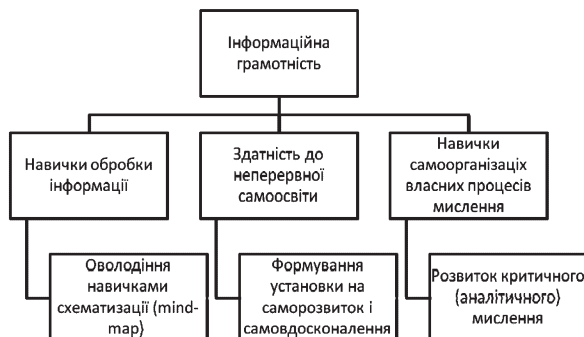 Інформаційна
грамотність
Навички обробки
інформації
Здатність до
неперервної
самоосвіти
Навички
самоорганізаціх
власних процесів
мислення
Оволодіння
навичками
схематизації (mind-
map)
Формування
установки на
саморозвиток і
самовдосконалення
Розвиток критичного
(аналітичного)
мислення